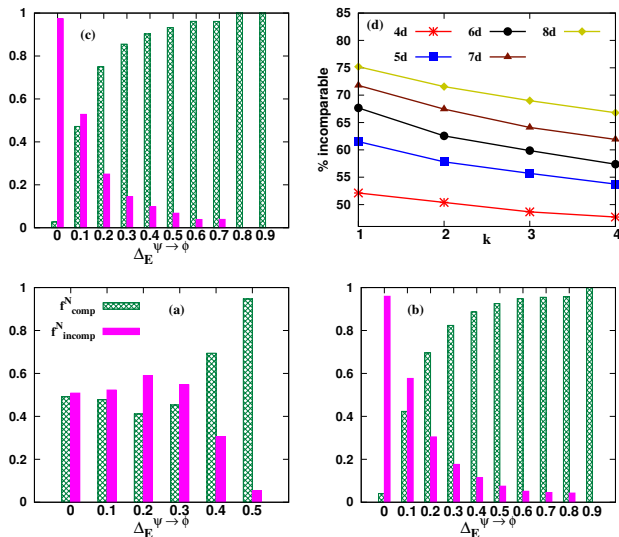 1
0.8
0.6
0.4
0.2
0
(c)
0 0.1 0.2 0.3 0.4 0.5 0.6 0.7 0.8 0.9
Δ_E^ψ → ϕ
85
80
75
70
65
60
55
50
% incomparable
(d)
4d 6d 8d
5d 7d
1 2 3 4
k
1
0.8
0.6
0.4
0.2
0
f^N_comp
f^N_incomp
(a)
0 0.1 0.2 0.3 0.4 0.5
Δ_E^ψ → ϕ
1
0.8
0.6
0.4
0.2
0
(b)
0 0.1 0.2 0.3 0.4 0.5 0.6 0.7 0.8 0.9
Δ_E^ψ → ϕ